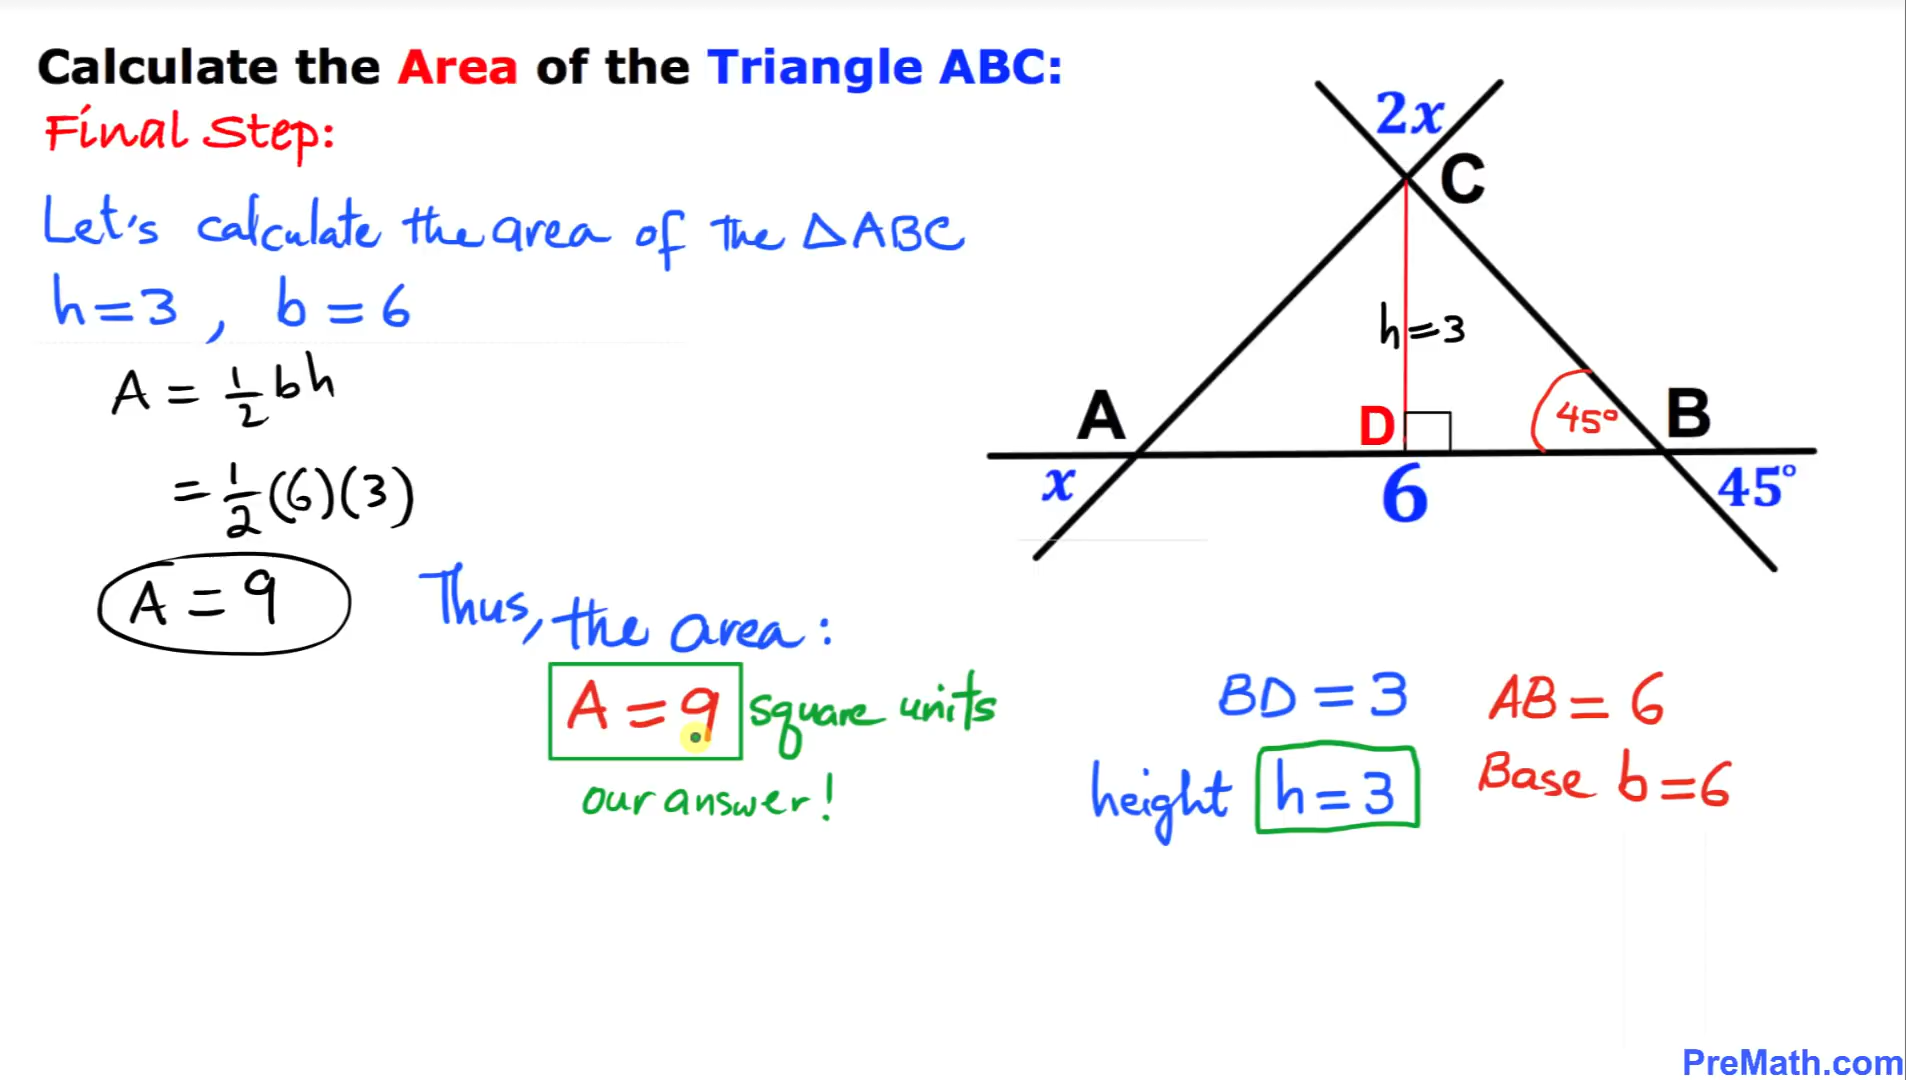 Calculate the Area of the Triangle ABC:
Final Step:
Let's calculate the area of the △ABC
h=3 , b=6
A = 1/2 bh
= 1/2 (6)(3)
A = 9
Thus, the area:
A = 9 square units
our answer!
2x
C
h=3
A
D
45°
B
x
6
45°
BD = 3
AB = 6
height h = 3
Base b = 6
PreMath.com